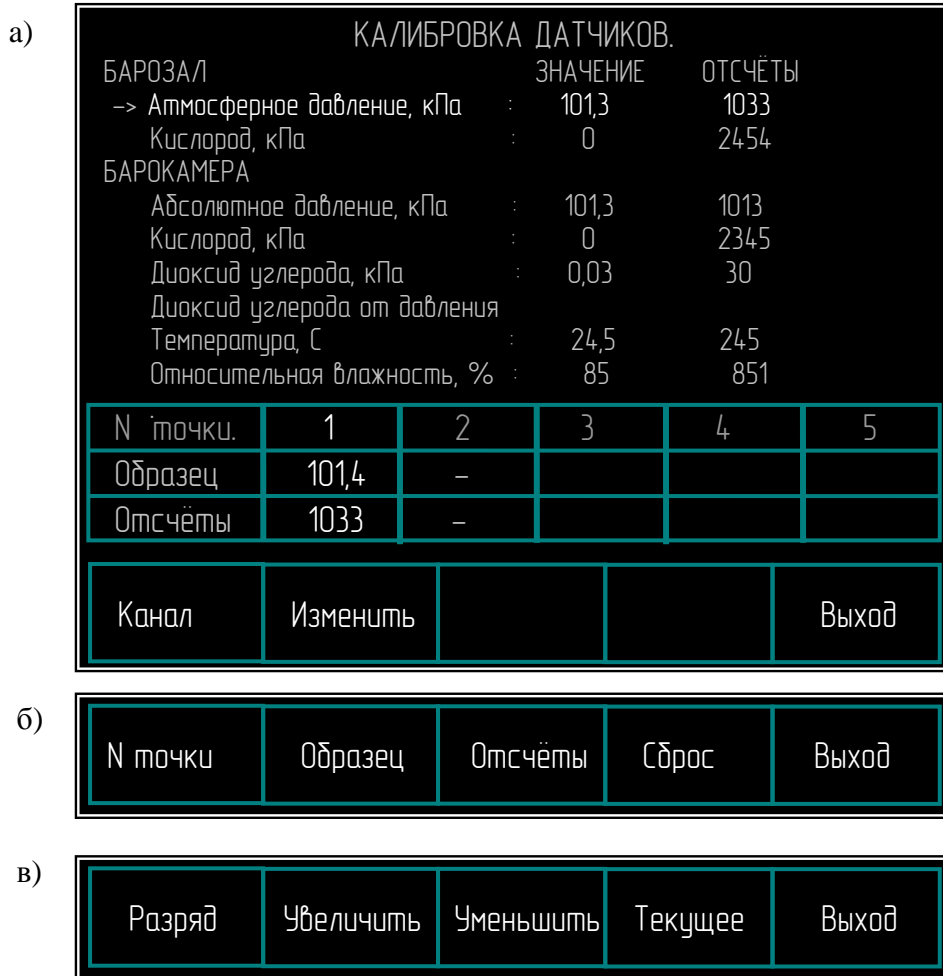 а)
КАЛИБРОВКА ДАТЧИКОВ.
БАРОЗАЛ ЗНАЧЕНИЕ ОТСЧЁТЫ
–> Атмосферное давление, кПа : 101,3 1033
Кислород, кПа : 0 2454
БАРОКАМЕРА
Абсолютное давление, кПа : 101,3 1013
Кислород, кПа : 0 2345
Диоксид углерода, кПа : 0,03 30
Диоксид углерода от давления
Температура, С : 24,5 245
Относительная влажность, % : 85 851
N точки. 1 2 3 4 5
Образец 101,4 –
Отсчёты 1033 –
Канал Изменить Выход
б)
N точки Образец Отсчёты Сброс Выход
в)
Разряд Увеличить Уменьшить Текущее Выход